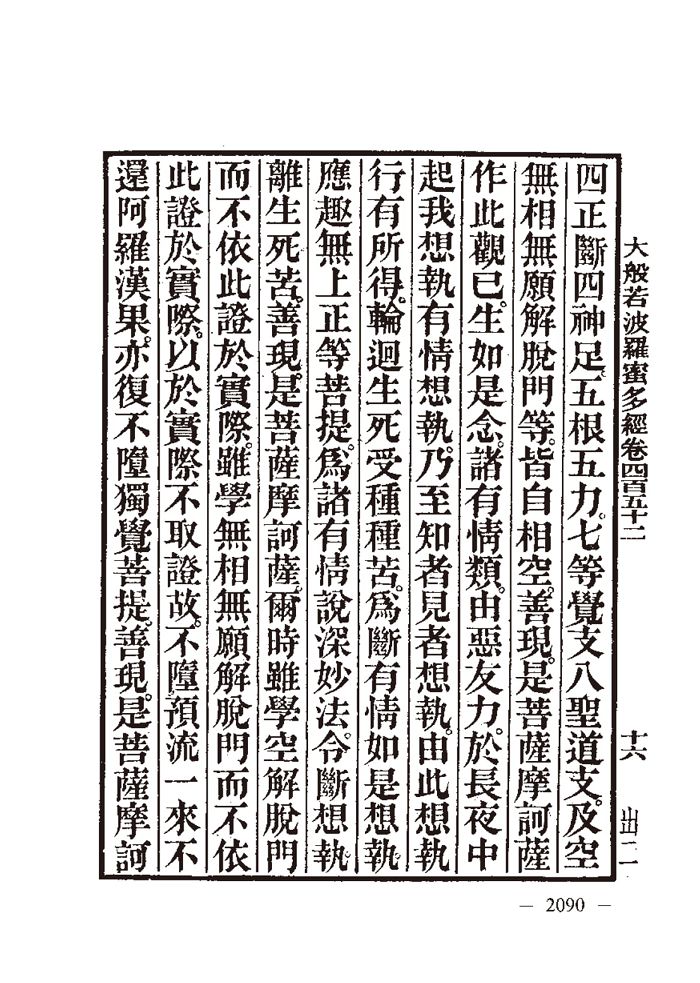 大般若波羅蜜多經卷四百五十二 十六 出二
四正斷四神足。五根五力。七等覺支八聖道支。及空
無相無願解脫門等。皆自相空。善現。是菩薩摩訶薩
作此觀已。生如是念。諸有情類。由惡友力。於長夜中
起我想執有情想執。乃至知者見者想執。由此想執
行有所得。輪迴生死受種種苦。為斷有情如是想執。
應趣無上正等菩提。為諸有情說深妙法。令斷想執。
離生死苦。善現。是菩薩摩訶薩。爾時雖學空解脫門
而不依此證於實際。雖學無相無願解脫門而不依
此證於實際。以於實際不取證故。不墮預流一來不
還阿羅漢果。亦復不墮獨覺菩提。善現。是菩薩摩訶
— 2090 —